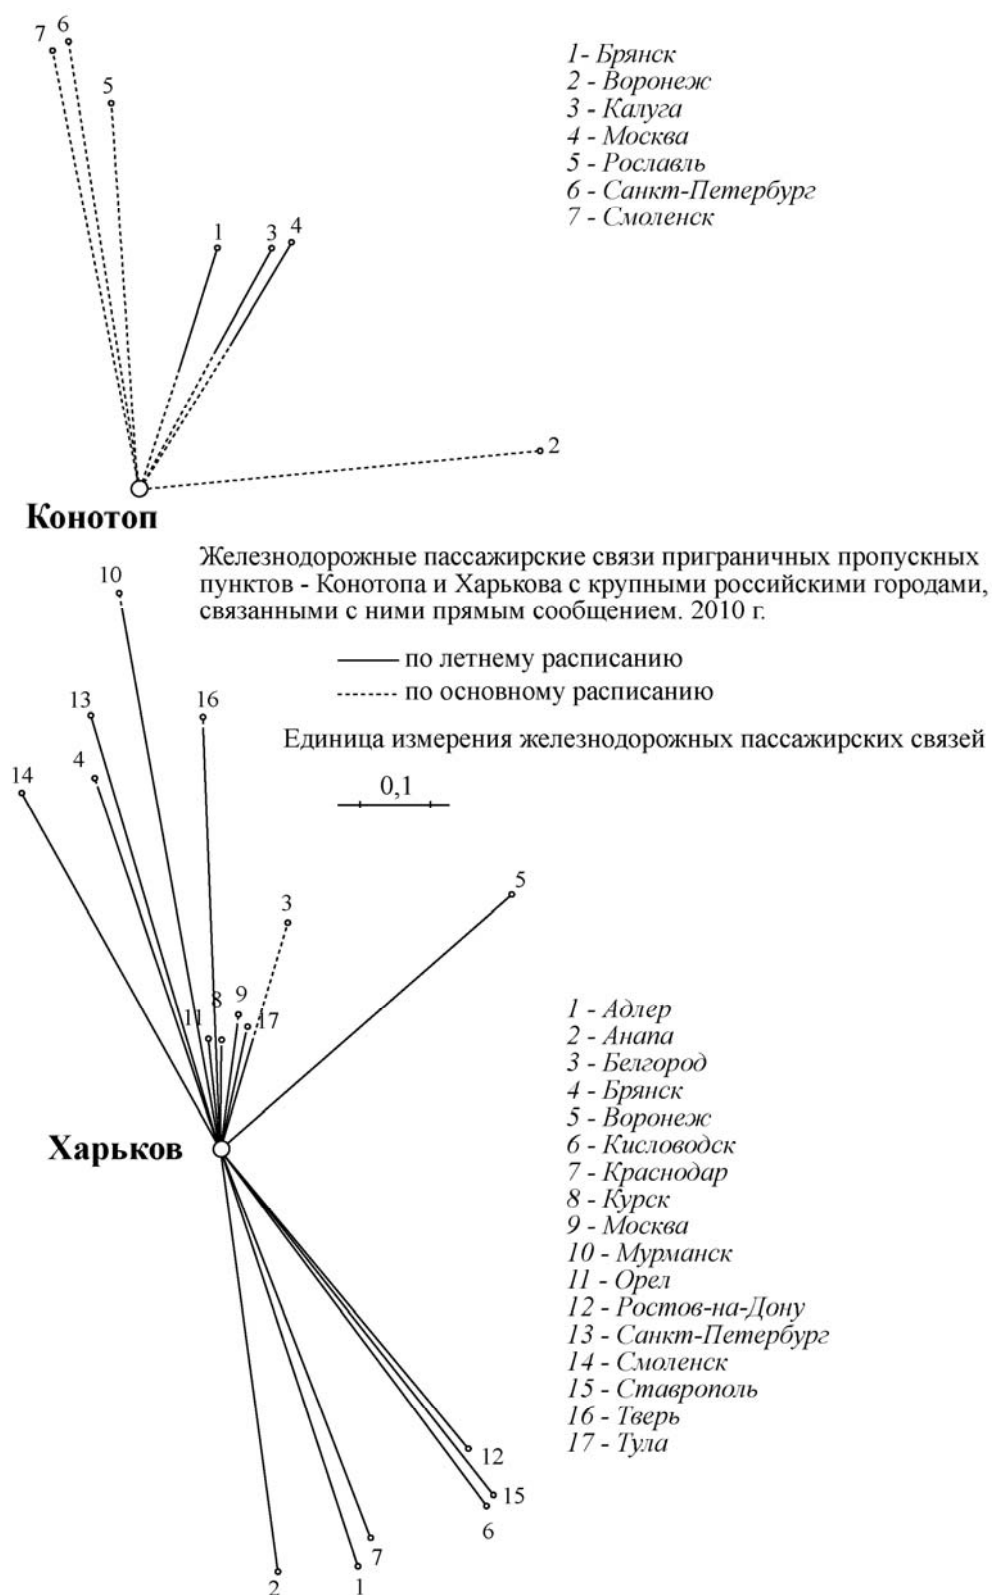 6
7
5
1- Брянск
2 - Воронеж
3 - Калуга
4 - Москва
5 - Рославль
6 - Санкт-Петербург
7 - Смоленск
1
3
4
2
Конотоп
Железнодорожные пассажирские связи приграничных пропускных
пунктов - Конотопа и Харькова с крупными российскими городами,
связанными с ними прямым сообщением. 2010 г.
по летнему расписанию
по основному расписанию
Единица измерения железнодорожных пассажирских связей
0,1
10
13
16
4
14
5
3
8
9
11
17
Харьков
1 - Адлер
2 - Анапа
3 - Белгород
4 - Брянск
5 - Воронеж
6 - Кисловодск
7 - Краснодар
8 - Курск
9 - Москва
10 - Мурманск
11 - Орел
12 - Ростов-на-Дону
13 - Санкт-Петербург
14 - Смоленск
15 - Ставрополь
16 - Тверь
17 - Тула
12
15
6
7
2
1